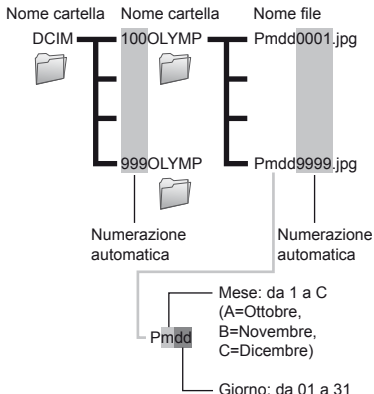 Nome cartella Nome cartella Nome file
DCIM 100OLYMP Pmdd0001.jpg
999OLYMP Pmdd9999.jpg
Numerazione automatica
Numerazione automatica
Pmdd
Mese: da 1 a C
(A=Ottobre,
B=Novembre,
C=Dicembre)
Giorno: da 01 a 31